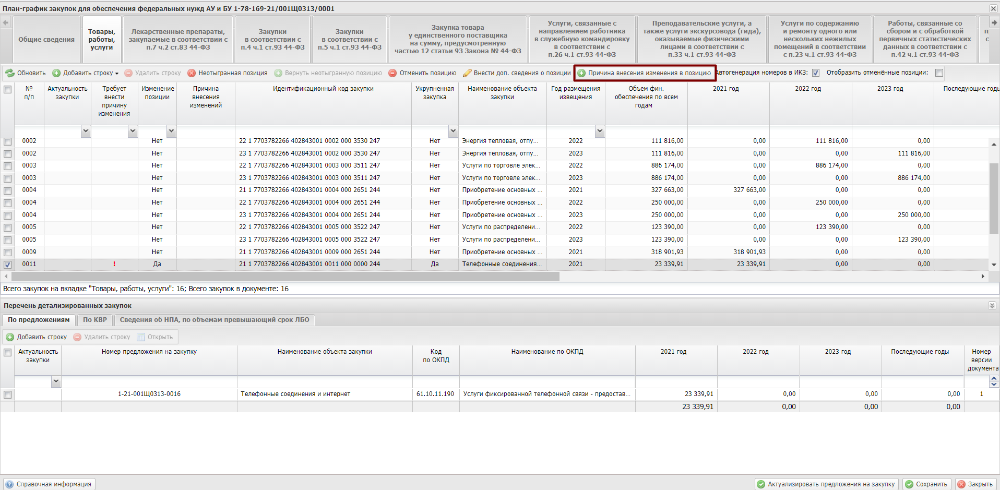 План-график закупок для обеспечения федеральных нужд АУ и БУ 1-78-169-21/001Щ0313/0001
Общие сведения
Товары,
работы,
услуги
Лекарственные препараты,
закупаемые в соответствии с
п.7 ч.2 ст.83 44-ФЗ
Закупки
в соответствии с
п.4 ч.1 ст.93 44-ФЗ
Закупки
в соответствии с
п.5 ч.1 ст.93 44-ФЗ
Закупка товара
у единственного поставщика
на сумму, предусмотренную
частью 12 статьи 93 Закона № 44-ФЗ
Услуги, связанные с
направлением работника
в служебную командировку
в соответствии с
п.26 ч.1 ст.93 44-ФЗ
Преподавательские услуги, а
также услуги экскурсовода (гида),
оказываемые физическими
лицами в соответствии с
п.33 ч.1 ст.93 44-ФЗ
Услуги по содержанию
и ремонту одного или
нескольких нежилых
помещений в соответствии
с п.23 ч.1 ст.93 44-ФЗ
Работы, связанные со
сбором и с обработкой
первичных статистических
данных в соответствии с
п.42 ч.1 ст.93 44-ФЗ
Обновить Добавить строку Удалить строку Неотыгранная позиция Вернуть неотыгранную позицию Отменить позицию Внести доп. сведения о позиции Причина внесения изменения в позицию Автогенерация номеров в ИКЗ: Отобразить отменённые позиции:
№
п/п
Актуальность
закупки
Требует
внести
причину
изменения
Изменение
позиции
Причина
внесения
изменений
Идентификационный код закупки
Укрупненная
закупка
Наименование объекта
закупки
Год размещения
извещения
Объем фин.
обеспечения по всем
годам
2021 год
2022 год
2023 год
Последующие годы
0002 Нет 22 1 7703782266 402843001 0002 000 3530 247 Нет Энергия тепловая, отпу... 2022 111 816,00 0,00 111 816,00 0,00
0002 Нет 23 1 7703782266 402843001 0002 000 3530 247 Нет Энергия тепловая, отпу... 2023 111 816,00 0,00 0,00 111 816,00
0003 Нет 22 1 7703782266 402843001 0003 000 3511 247 Нет Услуги по торговле элек... 2022 886 174,00 0,00 886 174,00 0,00
0003 Нет 23 1 7703782266 402843001 0003 000 3511 247 Нет Услуги по торговле элек... 2023 886 174,00 0,00 0,00 886 174,00
0004 Нет 21 1 7703782266 402843001 0004 000 2651 244 Нет Приобретение основных ... 2021 327 663,00 327 663,00 0,00 0,00
0004 Нет 22 1 7703782266 402843001 0004 000 2651 244 Нет Приобретение основных ... 2022 250 000,00 0,00 250 000,00 0,00
0004 Нет 23 1 7703782266 402843001 0004 000 2651 244 Нет Приобретение основных ... 2023 250 000,00 0,00 0,00 250 000,00
0005 Нет 22 1 7703782266 402843001 0005 000 3522 247 Нет Услуги по распределени... 2022 123 390,00 0,00 123 390,00 0,00
0005 Нет 23 1 7703782266 402843001 0005 000 3522 247 Нет Услуги по распределени... 2023 123 390,00 0,00 0,00 123 390,00
0009 Нет 21 1 7703782266 402843001 0009 000 2651 244 Нет Приобретение основных ... 2021 318 901,93 318 901,93 0,00 0,00
0011 ! Да 21 1 7703782266 402843001 0011 000 0000 244 Да Телефонные соединения... 2021 23 339,91 23 339,91 0,00 0,00
Всего закупок на вкладке "Товары, работы, услуги": 16; Всего закупок в документе: 16
Перечень детализированных закупок
По предложениям По КВР Сведения об НПА, по объемам превышающий срок ЛБО
Добавить строку Удалить строку Открыть
Актуальность
закупки
Номер предложения на закупку
Наименование объекта закупки
Код
по ОКПД
Наименование по ОКПД
2021 год
2022 год
2023 год
Последующие годы
Номер
версии
документа
1-21-001Щ0313-0016 Телефонные соединения и интернет 61.10.11.190 Услуги фиксированной телефонной связи - предостав... 23 339,91 0,00 0,00 0,00 1
23 339,91 0,00 0,00 0,00
Справочная информация Актуализировать предложения на закупку Сохранить Закрыть